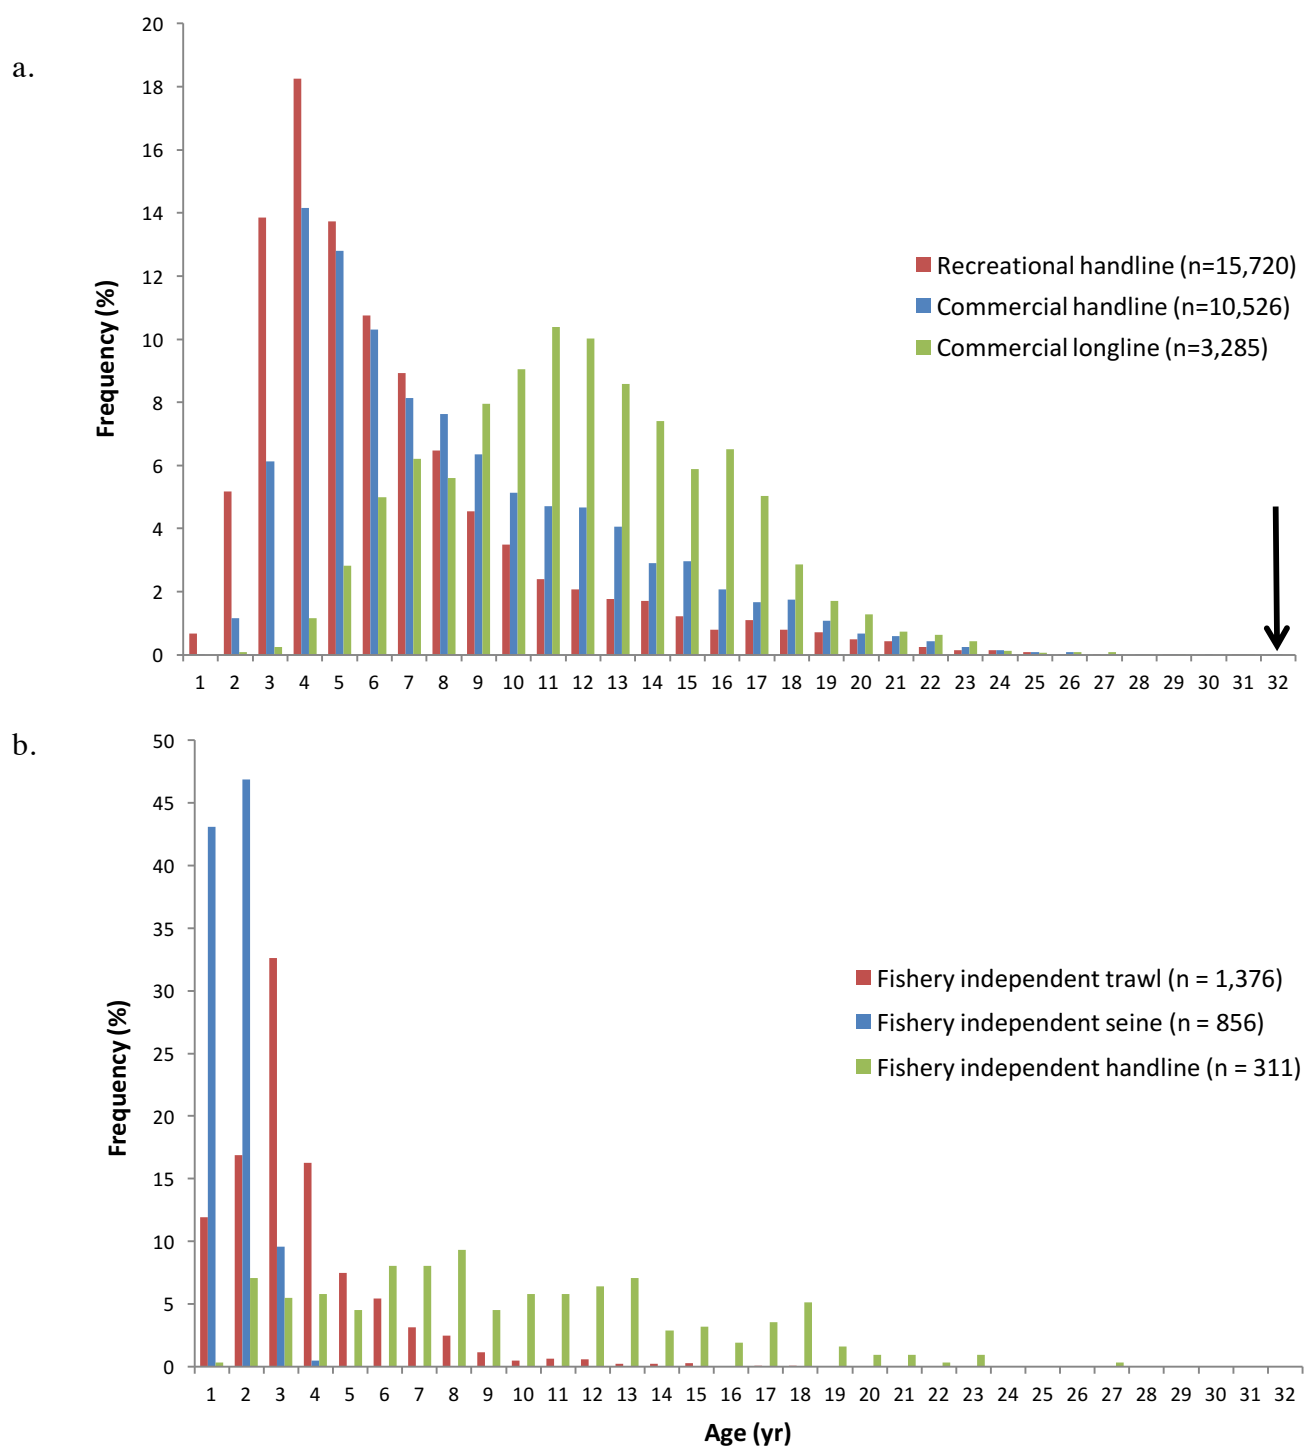 a.
20
18
16
14
12
10
8
6
4
2
0
Frequency (%)
Recreational handline (n=15,720)
Commercial handline (n=10,526)
Commercial longline (n=3,285)
1 2 3 4 5 6 7 8 9 10 11 12 13 14 15 16 17 18 19 20 21 22 23 24 25 26 27 28 29 30 31 32
b.
50
45
40
35
30
25
20
15
10
5
0
Frequency (%)
Fishery independent trawl (n = 1,376)
Fishery independent seine (n = 856)
Fishery independent handline (n = 311)
1 2 3 4 5 6 7 8 9 10 11 12 13 14 15 16 17 18 19 20 21 22 23 24 25 26 27 28 29 30 31 32
Age (yr)